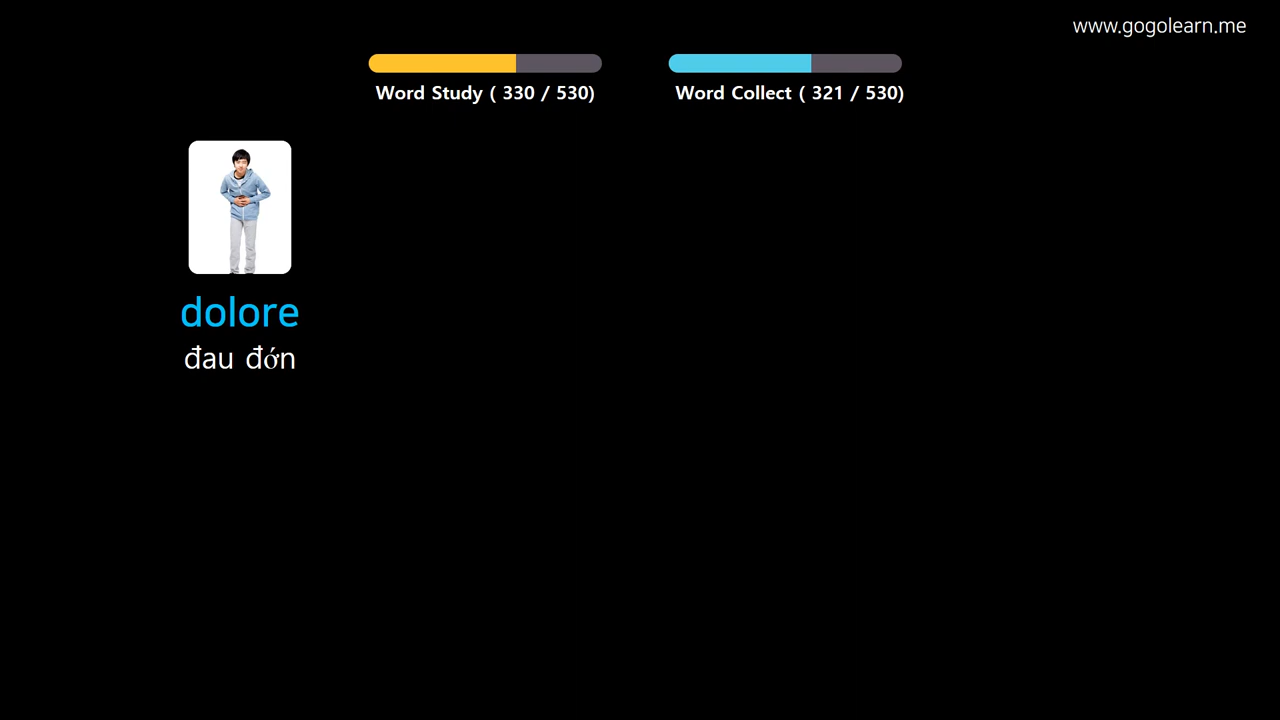 www.gogolearn.me
Word Study ( 330 / 530)
Word Collect ( 321 / 530)
dolore
đau đớn